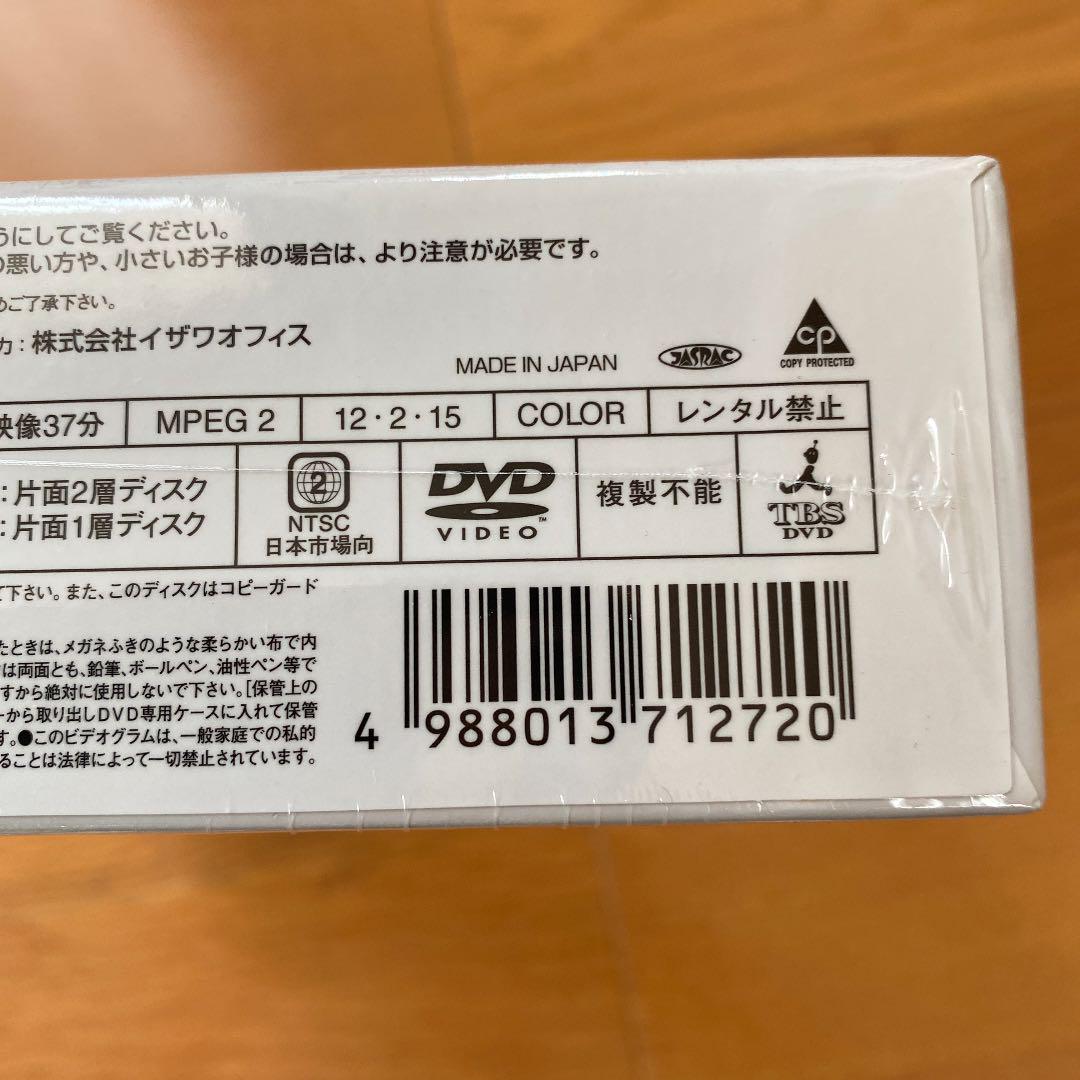 うにしてご覧ください。
の悪い方や、小さいお子様の場合は、より注意が必要です。
めご了承下さい。
力：株式会社イザワオフィス
MADE IN JAPAN
JASRAC
cp
COPY PROTECTED
映像37分 MPEG 2 12・2・15 COLOR レンタル禁止
：片面2層ディスク
：片面1層ディスク
2
NTSC
日本市場向
DVD
VIDEO
TM
複製不能
TBS
DVD
て下さい。また、このディスクはコピーガード
たときは、メガネふきのような柔らかい布で内
は両面とも、鉛筆、ボールペン、油性ペン等で
すから絶対に使用しないで下さい。[保管上の
ーから取り出しDVD専用ケースに入れて保管
す。●このビデオグラムは、一般家庭での私的
ることは法律によって一切禁止されています。
4 988013 712720